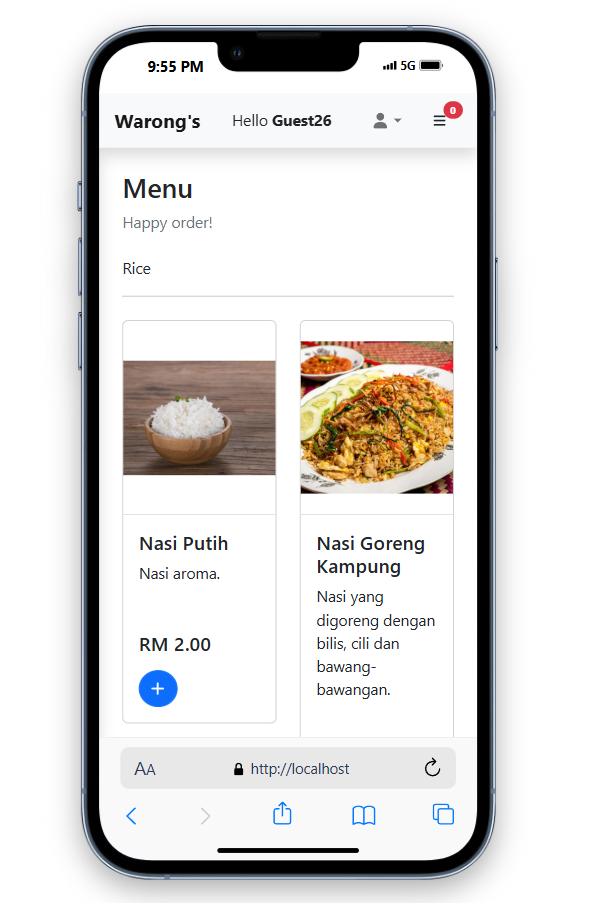 9:55 PM 5G
Warong's Hello Guest26 0
Menu
Happy order!
Rice
Nasi Putih
Nasi aroma.
RM 2.00
+
Nasi Goreng
Kampung
Nasi yang
digoreng dengan
bilis, cili dan
bawang-
bawangan.
AA http://localhost